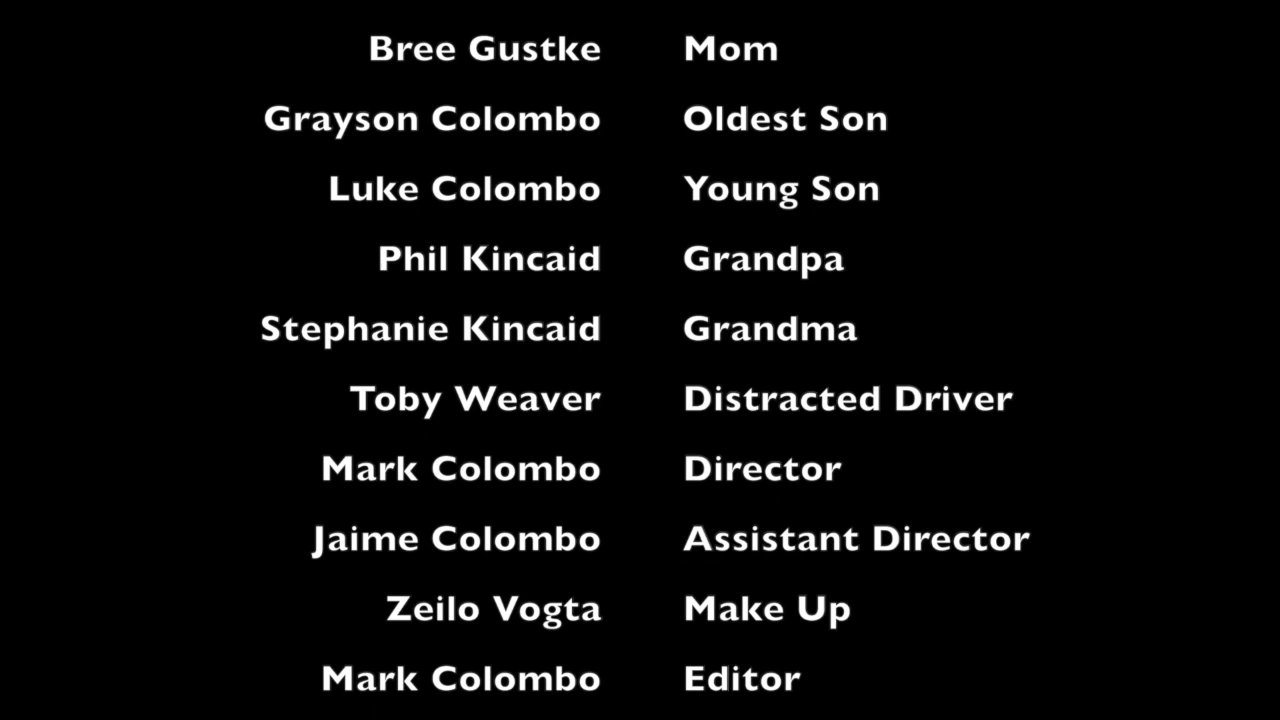 Bree Gustke Mom
Grayson Colombo Oldest Son
Luke Colombo Young Son
Phil Kincaid Grandpa
Stephanie Kincaid Grandma
Toby Weaver Distracted Driver
Mark Colombo Director
Jaime Colombo Assistant Director
Zeilo Vogta Make Up
Mark Colombo Editor